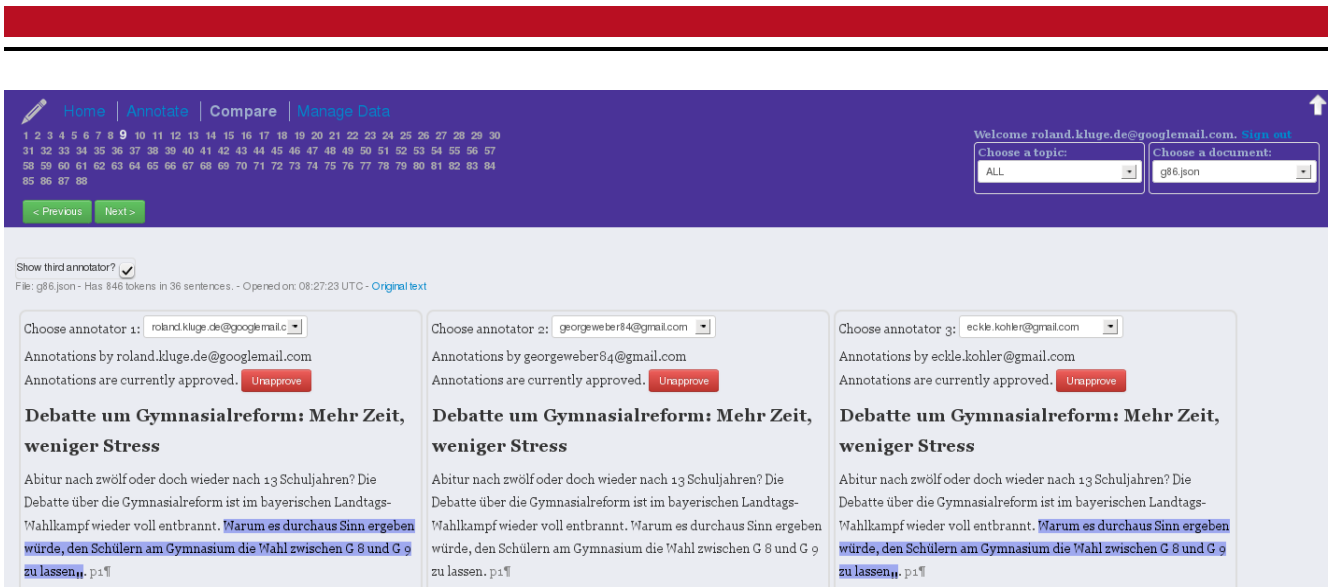 Home | Annotate | Compare | Manage Data
1 2 3 4 5 6 7 8 9 10 11 12 13 14 15 16 17 18 19 20 21 22 23 24 25 26 27 28 29 30
31 32 33 34 35 36 37 38 39 40 41 42 43 44 45 46 47 48 49 50 51 52 53 54 55 56 57
58 59 60 61 62 63 64 65 66 67 68 69 70 71 72 73 74 75 76 77 78 79 80 81 82 83 84
85 86 87 88
< Previous Next >
Welcome roland.kluge.de@googlemail.com. Sign out
Choose a topic: Choose a document:
ALL g86.json
Show third annotator?
File: g86.json - Has 846 tokens in 36 sentences. - Opened on: 08:27:23 UTC - Original text
Choose annotator 1: roland.kluge.de@googlemail.c
Annotations by roland.kluge.de@googlemail.com
Annotations are currently approved. Unapprove
Debatte um Gymnasialreform: Mehr Zeit,
weniger Stress
Abitur nach zwölf oder doch wieder nach 13 Schuljahren? Die
Debatte über die Gymnasialreform ist im bayerischen Landtags-
Wahlkampf wieder voll entbrannt. Warum es durchaus Sinn ergeben
würde, den Schülern am Gymnasium die Wahl zwischen G 8 und G 9
zu lassen. p1¶
Choose annotator 2: georgeweber84@gmail.com
Annotations by georgeweber84@gmail.com
Annotations are currently approved. Unapprove
Debatte um Gymnasialreform: Mehr Zeit,
weniger Stress
Abitur nach zwölf oder doch wieder nach 13 Schuljahren? Die
Debatte über die Gymnasialreform ist im bayerischen Landtags-
Wahlkampf wieder voll entbrannt. Warum es durchaus Sinn ergeben
würde, den Schülern am Gymnasium die Wahl zwischen G 8 und G 9
zu lassen. p1¶
Choose annotator 3: eckle.kohler@gmail.com
Annotations by eckle.kohler@gmail.com
Annotations are currently approved. Unapprove
Debatte um Gymnasialreform: Mehr Zeit,
weniger Stress
Abitur nach zwölf oder doch wieder nach 13 Schuljahren? Die
Debatte über die Gymnasialreform ist im bayerischen Landtags-
Wahlkampf wieder voll entbrannt. Warum es durchaus Sinn ergeben
würde, den Schülern am Gymnasium die Wahl zwischen G 8 und G 9
zu lassen. p1¶